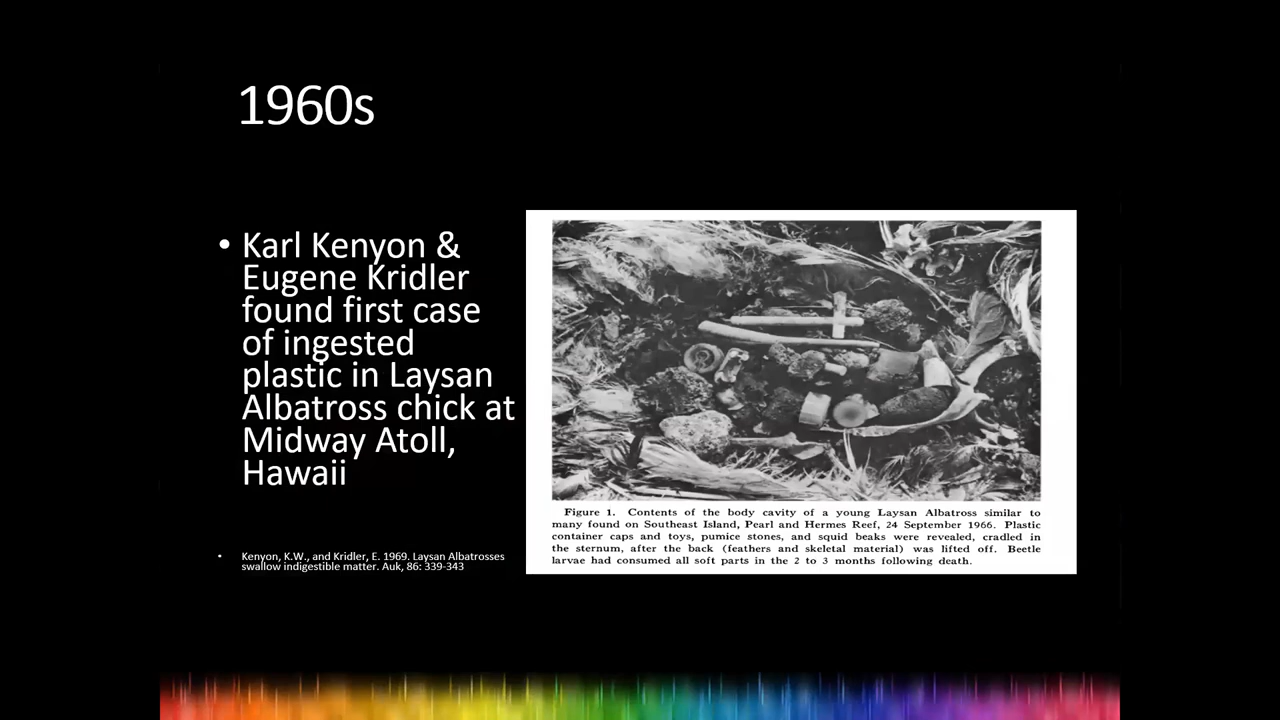 1960s
• Karl Kenyon &
Eugene Kridler
found first case
of ingested
plastic in Laysan
Albatross chick at
Midway Atoll,
Hawaii
• Kenyon, K.W., and Kridler, E. 1969. Laysan Albatrosses
swallow indigestible matter. Auk, 86: 339-343
Figure 1. Contents of the body cavity of a young Laysan Albatross similar to
many found on Southeast Island, Pearl and Hermes Reef, 24 September 1966. Plastic
container caps and toys, pumice stones, and squid beaks were revealed, cradled in
the sternum, after the back (feathers and skeletal material) was lifted off. Beetle
larvae had consumed all soft parts in the 2 to 3 months following death.